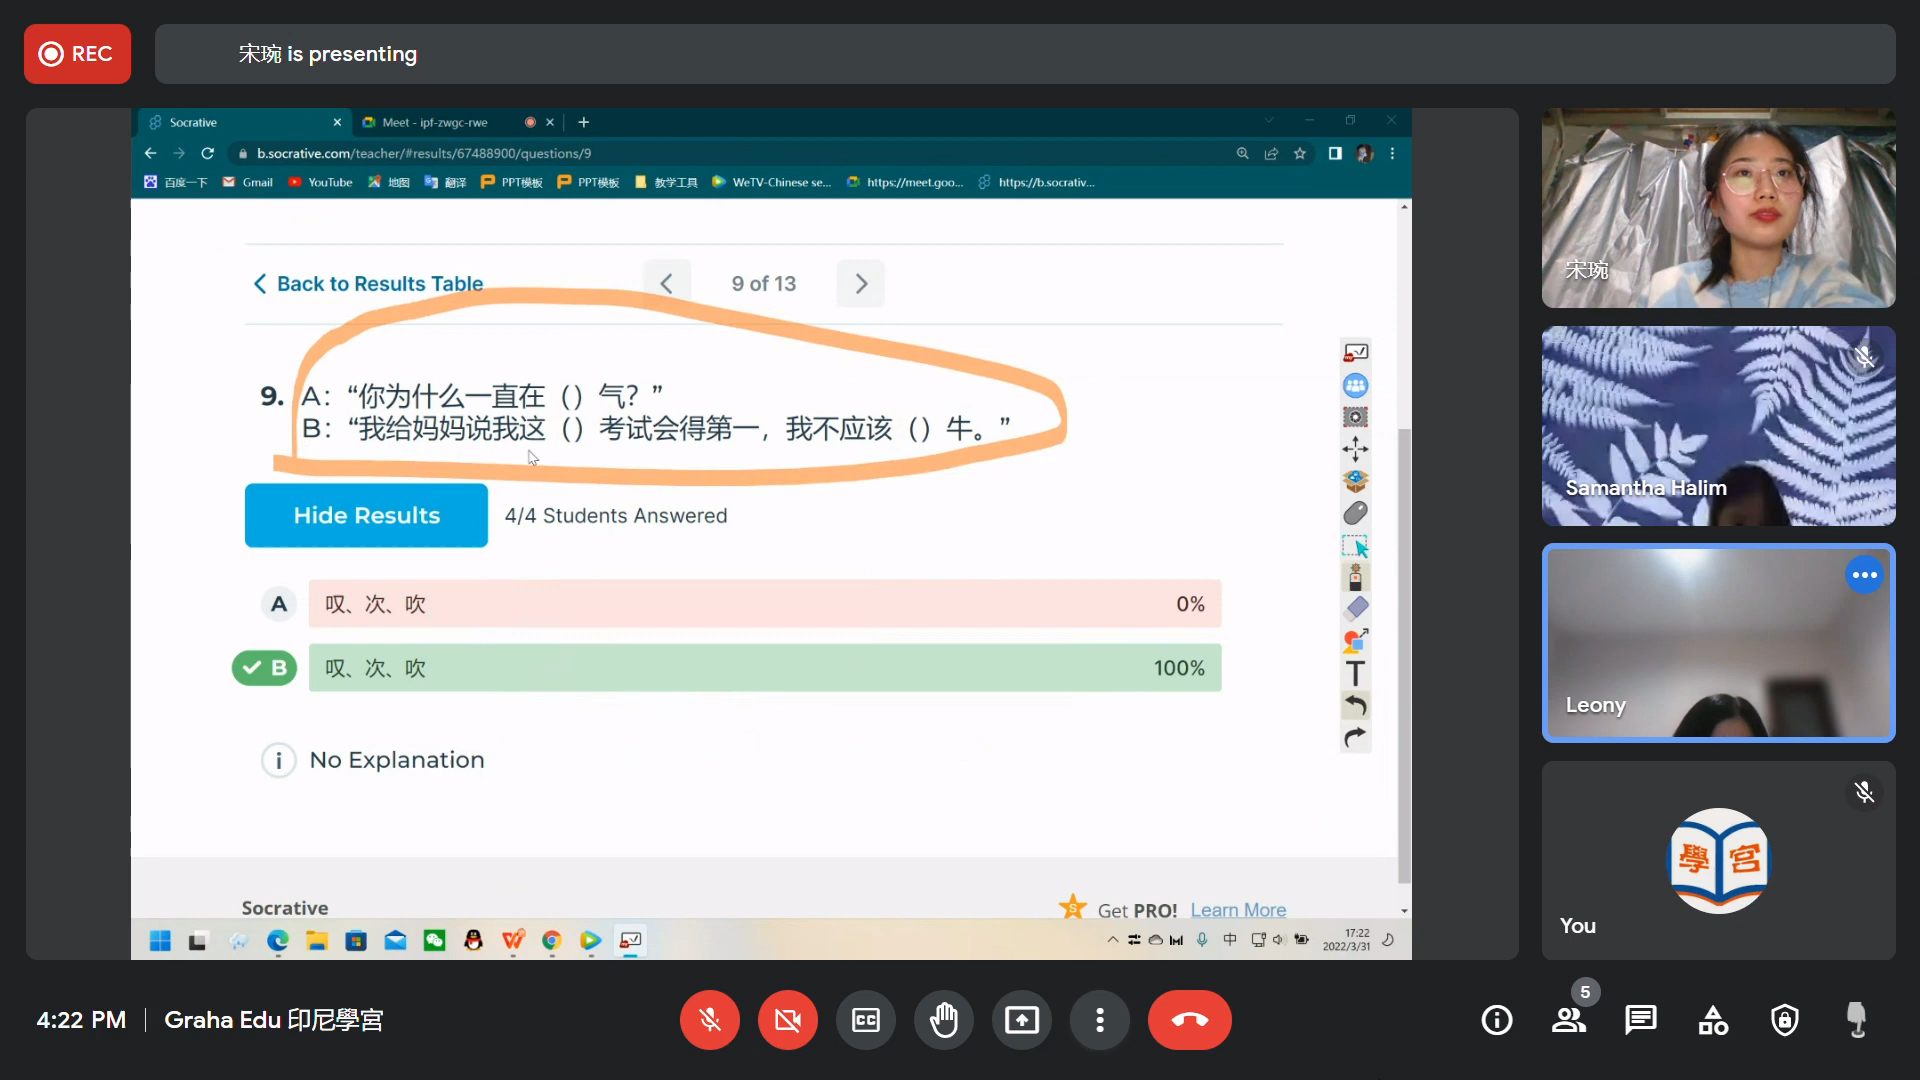 REC
宋琬 is presenting
Socrative
Meet - ipf-zwgc-rwe
b.socrative.com/teacher/#results/67488900/questions/9
百度一下 Gmail YouTube 地图 翻译 PPT模板 PPT模板 教学工具 WeTV-Chinese se... https://meet.goo... https://b.socrativ...
Back to Results Table
9 of 13
9. A：“你为什么一直在（）气？”
B：“我给妈妈说我这（）考试会得第一，我不应该（）牛。”
Hide Results
4/4 Students Answered
A 叹、次、吹 0%
B 叹、次、吹 100%
i No Explanation
Socrative
Get PRO! Learn More
中
17:22
2022/3/31
宋琬
Samantha Halim
Leony
學宮
You
4:22 PM
Graha Edu 印尼學宮
CC
5